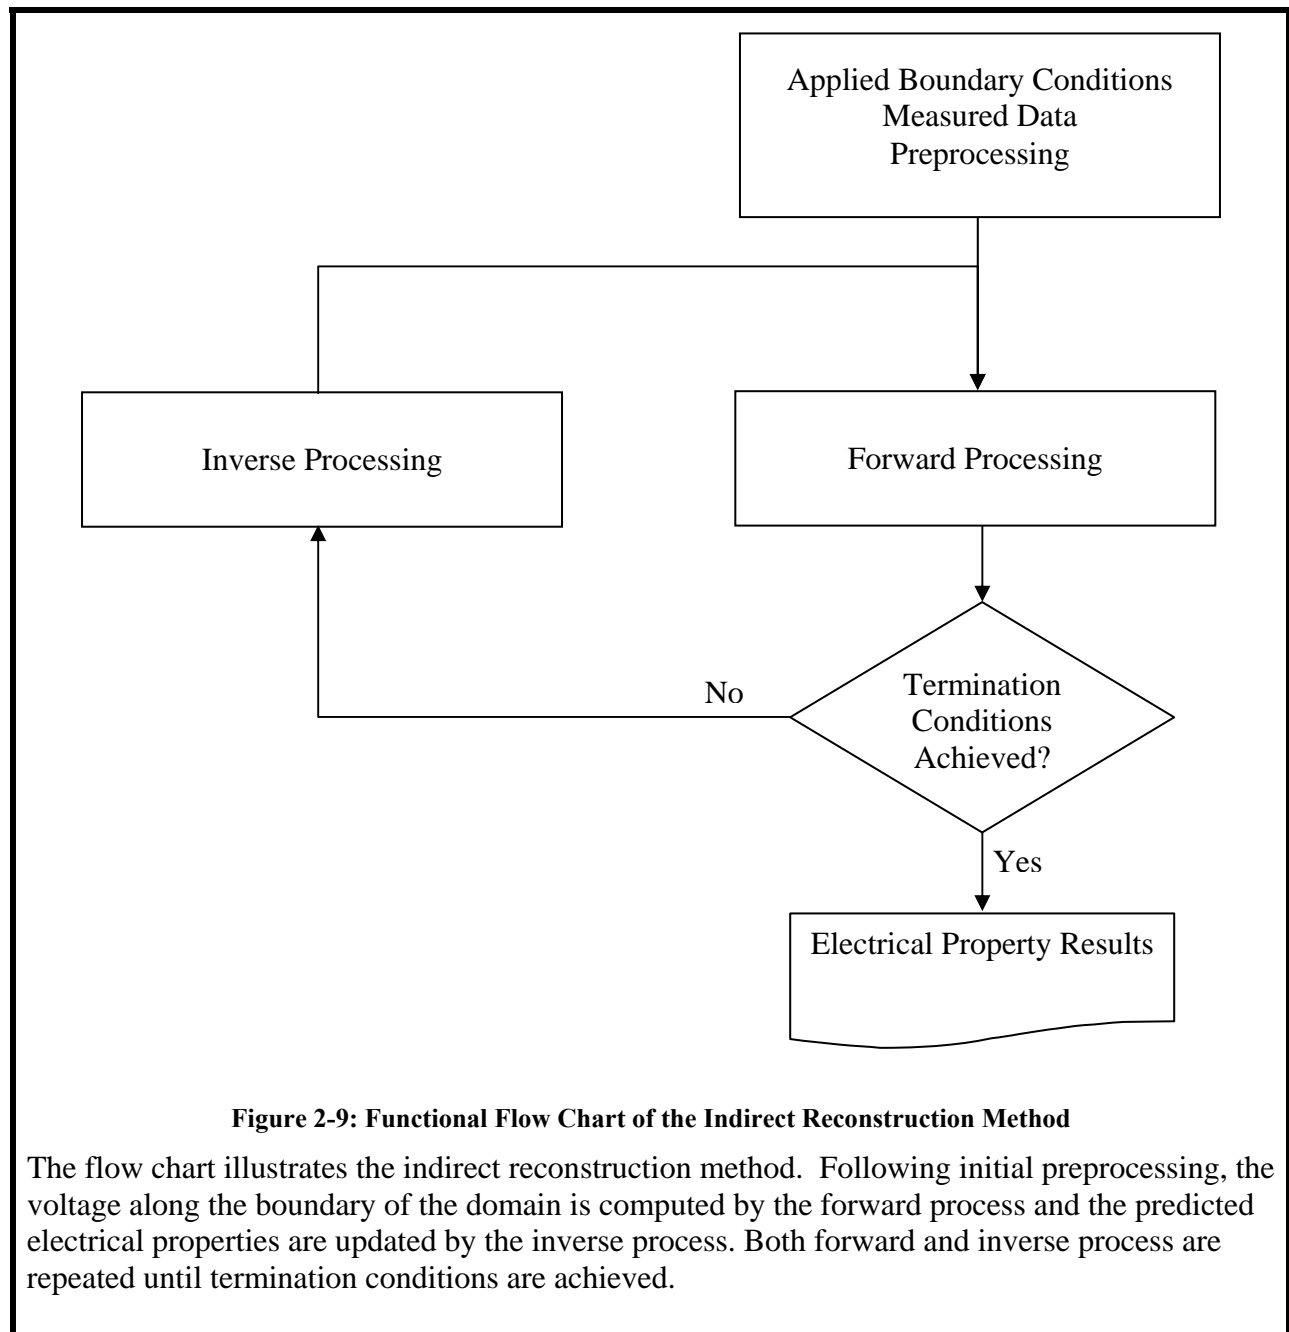 Applied Boundary Conditions
Measured Data
Preprocessing
Inverse Processing
Forward Processing
No
Termination
Conditions
Achieved?
Yes
Electrical Property Results
Figure 2-9: Functional Flow Chart of the Indirect Reconstruction Method
The flow chart illustrates the indirect reconstruction method.  Following initial preprocessing, the
voltage along the boundary of the domain is computed by the forward process and the predicted
electrical properties are updated by the inverse process. Both forward and inverse process are
repeated until termination conditions are achieved.